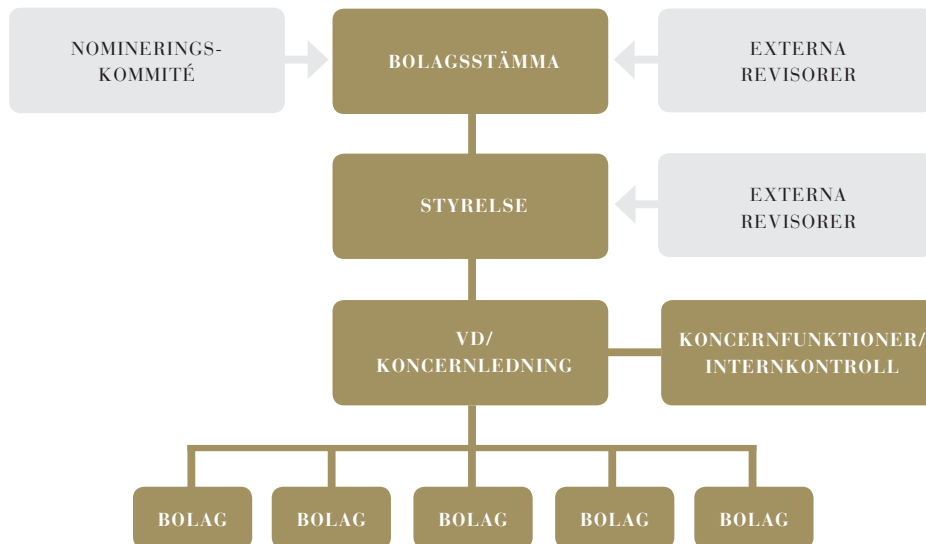 NOMINERINGS-
KOMMITÉ
BOLAGSSTÄMMA
EXTERNA
REVISORER
STYRELSE
EXTERNA
REVISORER
VD/
KONCERNLEDNING
KONCERNFUNKTIONER/
INTERNKONTROLL
BOLAG
BOLAG
BOLAG
BOLAG
BOLAG